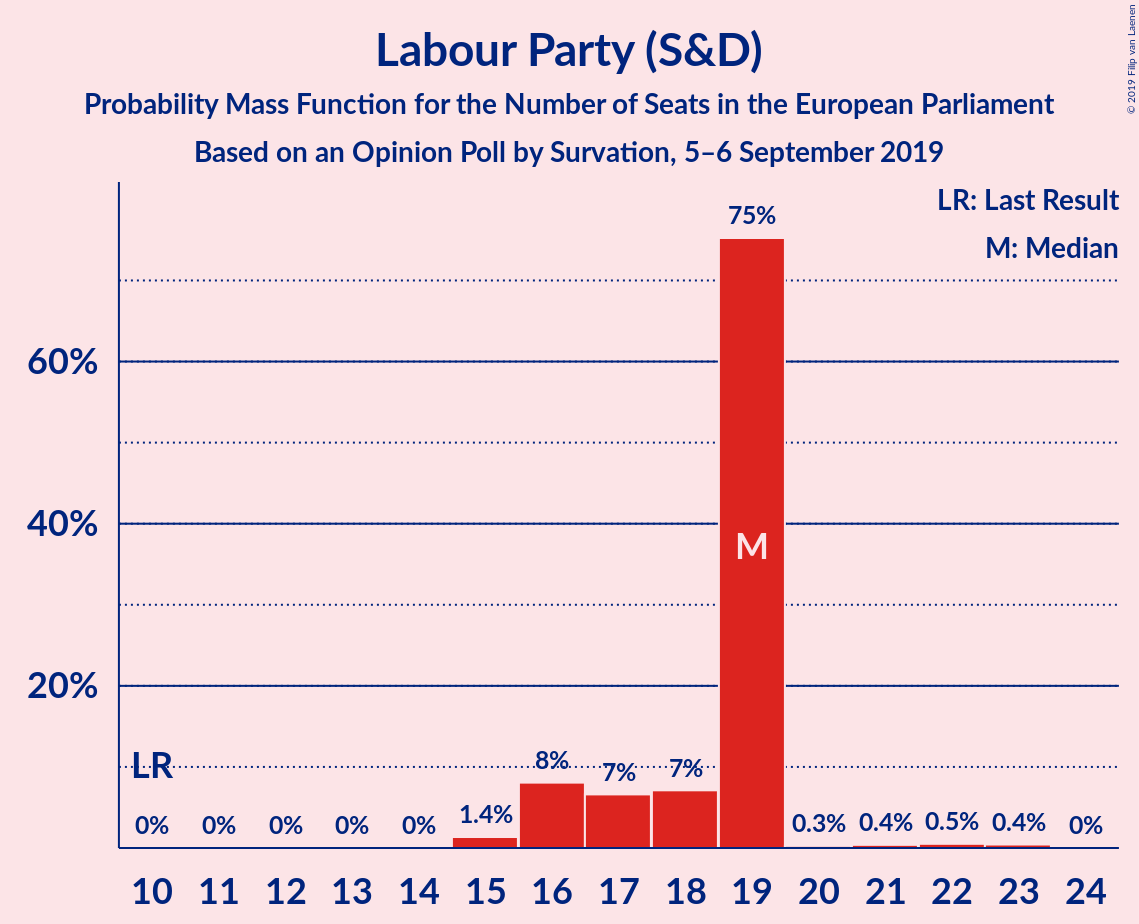 Labour Party (S&D)
Probability Mass Function for the Number of Seats in the European Parliament
Based on an Opinion Poll by Survation, 5–6 September 2019
© 2019 Filip van Laenen
LR: Last Result
M: Median
60%
40%
20%
LR
M
0%
0%
0%
0%
0%
1.4%
8%
7%
7%
75%
0.3%
0.4%
0.5%
0.4%
0%
10 11 12 13 14 15 16 17 18 19 20 21 22 23 24